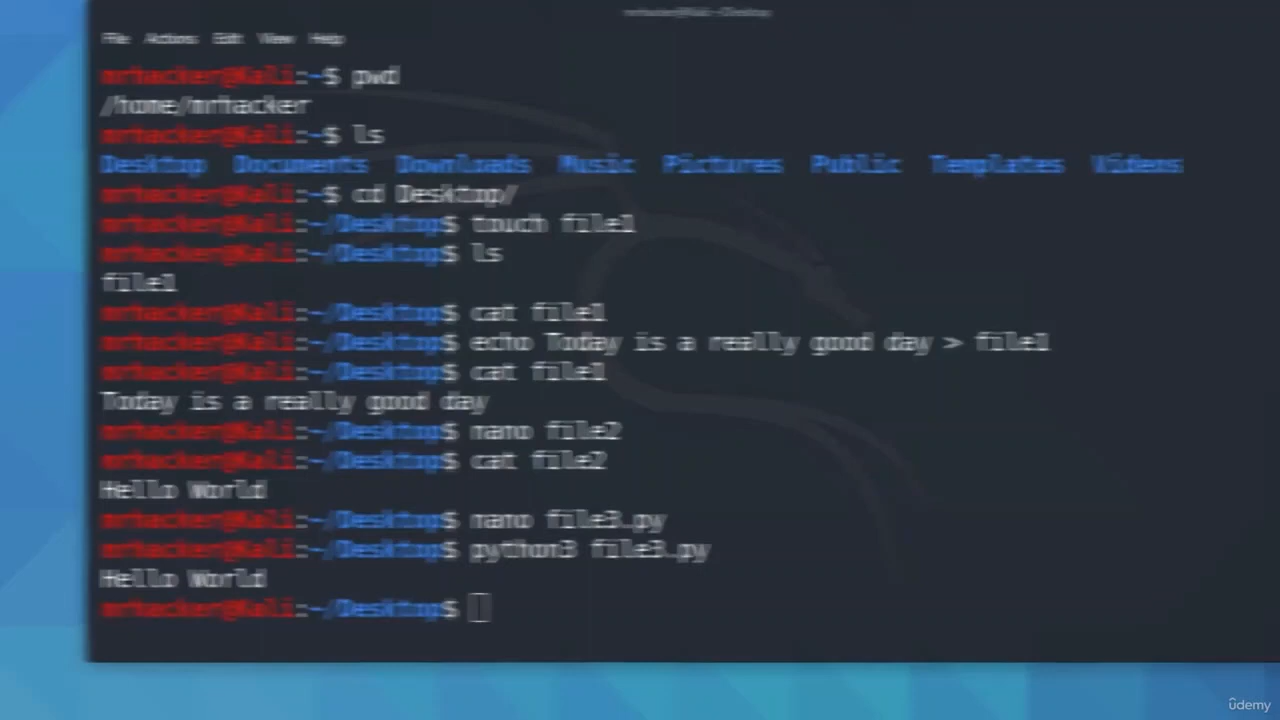 File Actions Edit View Help
mrhacker@Kali:~$ pwd
/home/mrhacker
mrhacker@Kali:~$ ls
Desktop Documents Downloads Music Pictures Public Templates Videos
mrhacker@Kali:~$ cd Desktop/
mrhacker@Kali:~/Desktop$ touch file1
mrhacker@Kali:~/Desktop$ ls
file1
mrhacker@Kali:~/Desktop$ cat file1
mrhacker@Kali:~/Desktop$ echo Today is a really good day > file1
mrhacker@Kali:~/Desktop$ cat file1
Today is a really good day
mrhacker@Kali:~/Desktop$ nano file2
mrhacker@Kali:~/Desktop$ cat file2
Hello World
mrhacker@Kali:~/Desktop$ nano file3.py
mrhacker@Kali:~/Desktop$ python3 file3.py
Hello World
mrhacker@Kali:~/Desktop$
ûdemy